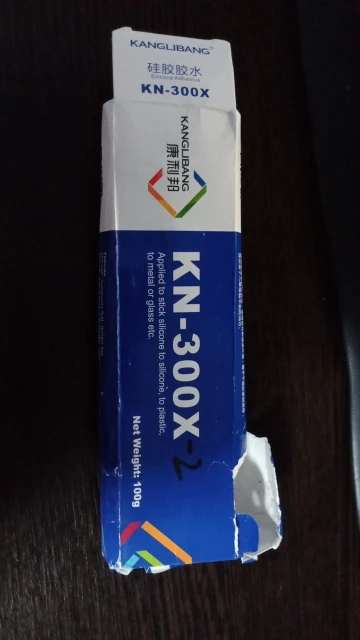 KANGLIBANG®
硅胶胶水
Silicone Adhesive
KN-300X
KANGLIBANG
康利邦
KN-300X-2
Applied to stick silicone to silicone, to plastic,
to metal or glass etc.
Net Weight: 100g